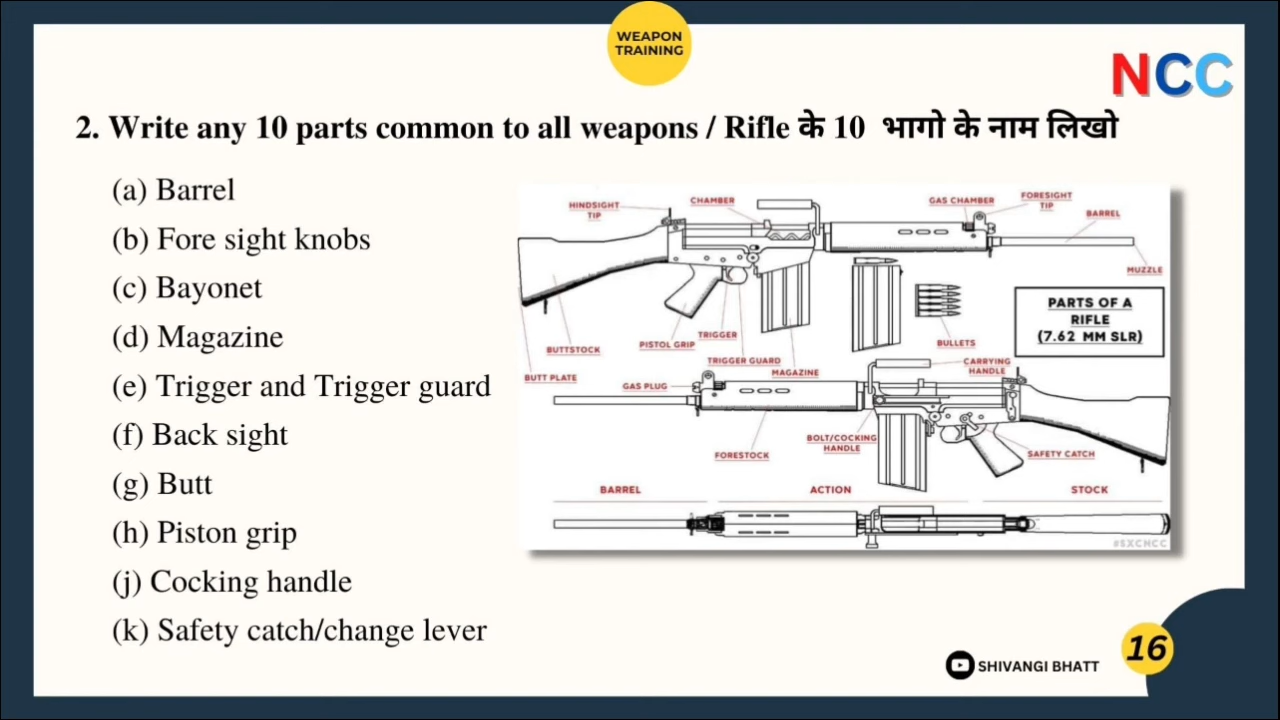 WEAPON
TRAINING
NCC
2. Write any 10 parts common to all weapons / Rifle के 10 भागो के नाम लिखो
(a) Barrel
(b) Fore sight knobs
(c) Bayonet
(d) Magazine
(e) Trigger and Trigger guard
(f) Back sight
(g) Butt
(h) Piston grip
(j) Cocking handle
(k) Safety catch/change lever
HINDSIGHT
TIP
CHAMBER
GAS CHAMBER
FORESIGHT
TIP
BARREL
MUZZLE
PARTS OF A
RIFLE
(7.62 MM SLR)
BUTTSTOCK
PISTOL GRIP
TRIGGER
TRIGGER GUARD
MAGAZINE
BULLETS
BUTT PLATE
GAS PLUG
CARRYING
HANDLE
FORESTOCK
BOLT/COCKING
HANDLE
SAFETY CATCH
BARREL
ACTION
STOCK
#SXCNCC
SHIVANGI BHATT
16